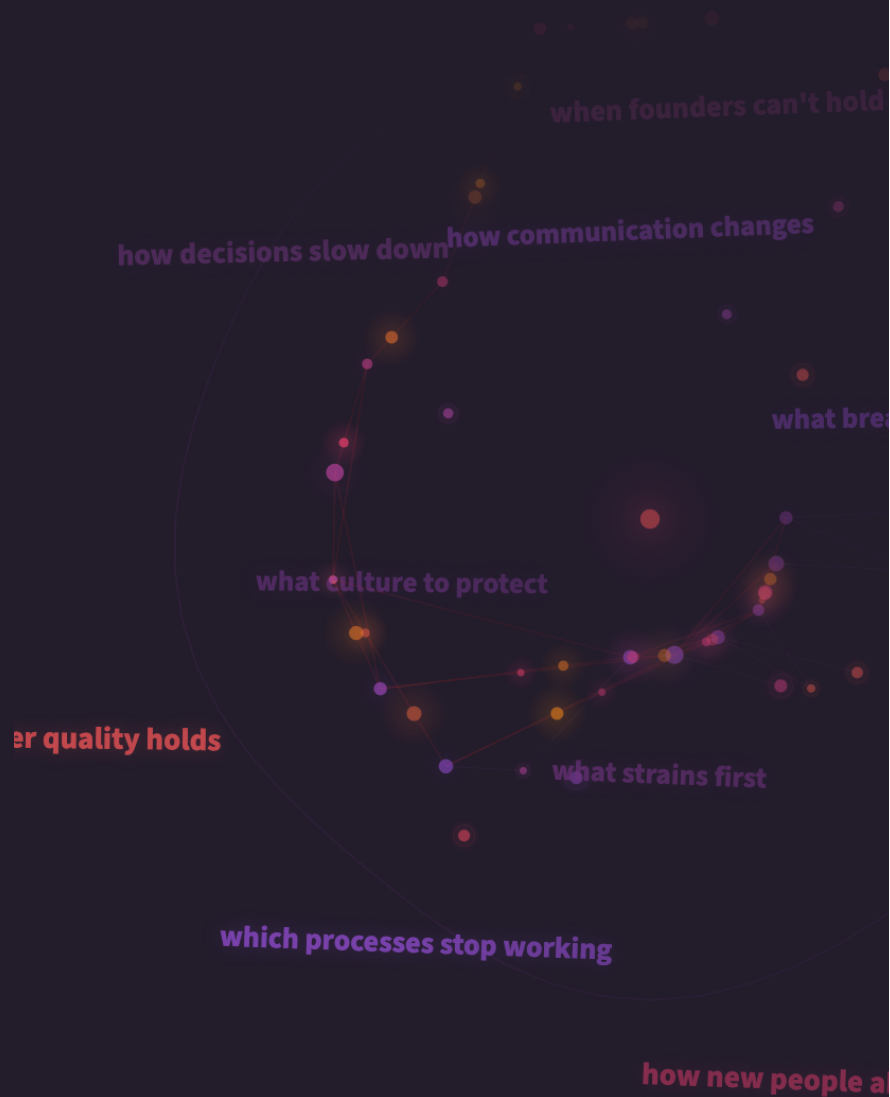 when founders can't hold
how decisions slow down
how communication changes
what brea
what culture to protect
er quality holds
what strains first
which processes stop working
how new people a